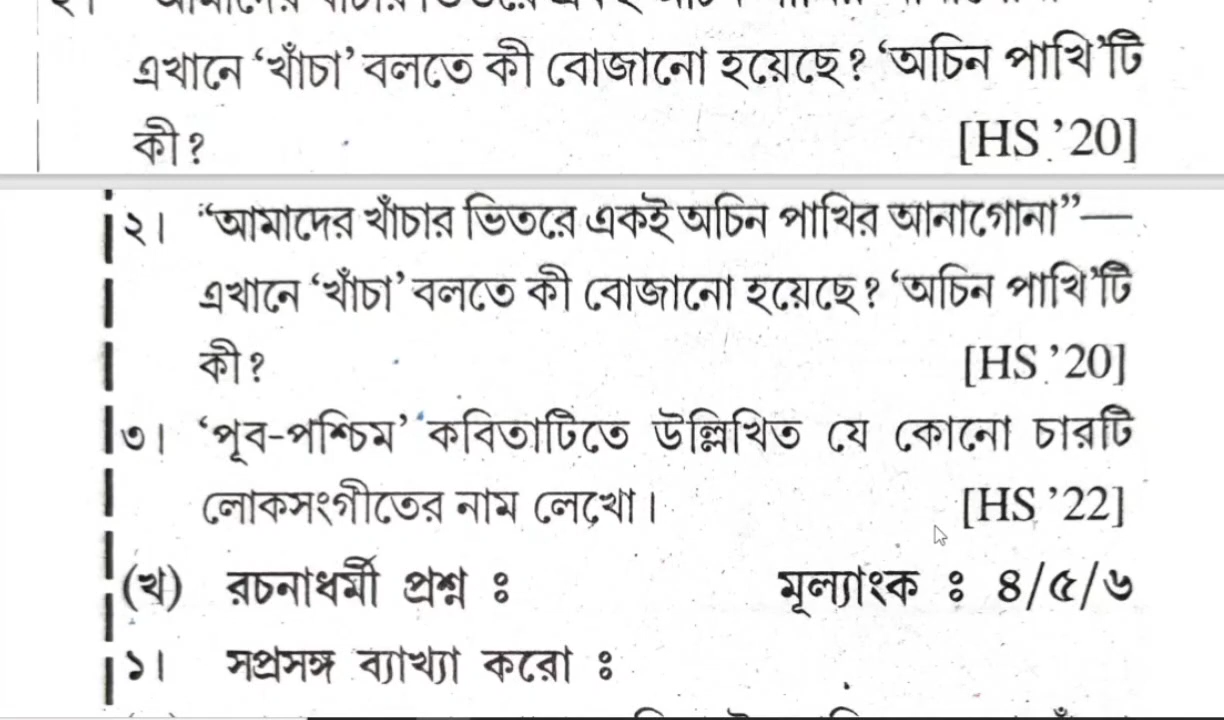 এখানে ‘খাঁচা’ বলতে কী বোজানো হয়েছে? ‘অচিন পাখি’টি
কী? [HS.’20]
২। “আমাদের খাঁচার ভিতরে একই অচিন পাখির আনাগোনা”—
এখানে ‘খাঁচা’ বলতে কী বোজানো হয়েছে? ‘অচিন পাখি’টি
কী? [HS.’20]
৩। ‘পূব-পশ্চিম’ কবিতাটিতে উল্লিখিত যে কোনো চারটি
লোকসংগীতের নাম লেখো। [HS ’22]
(খ) রচনাধর্মী প্রশ্ন ঃ মূল্যাংক ঃ ৪/৫/৬
১। সপ্রসঙ্গ ব্যাখ্যা করো ঃ